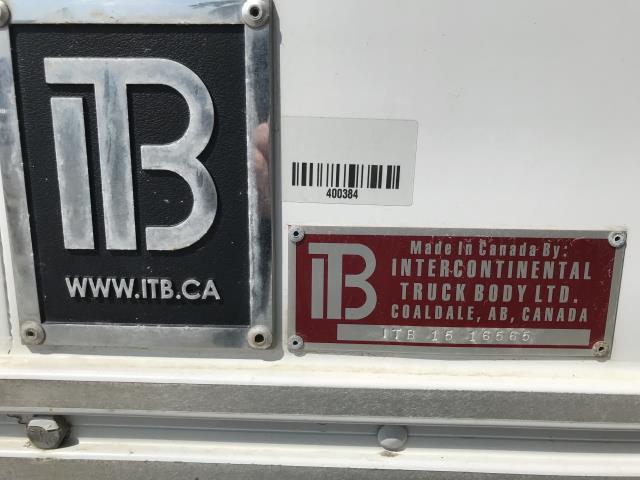 ITB
WWW.ITB.CA
400384
ITB
Made In Canada By:
INTERCONTINENTAL
TRUCK BODY LTD.
COALDALE, AB, CANADA
ITB 15 16565